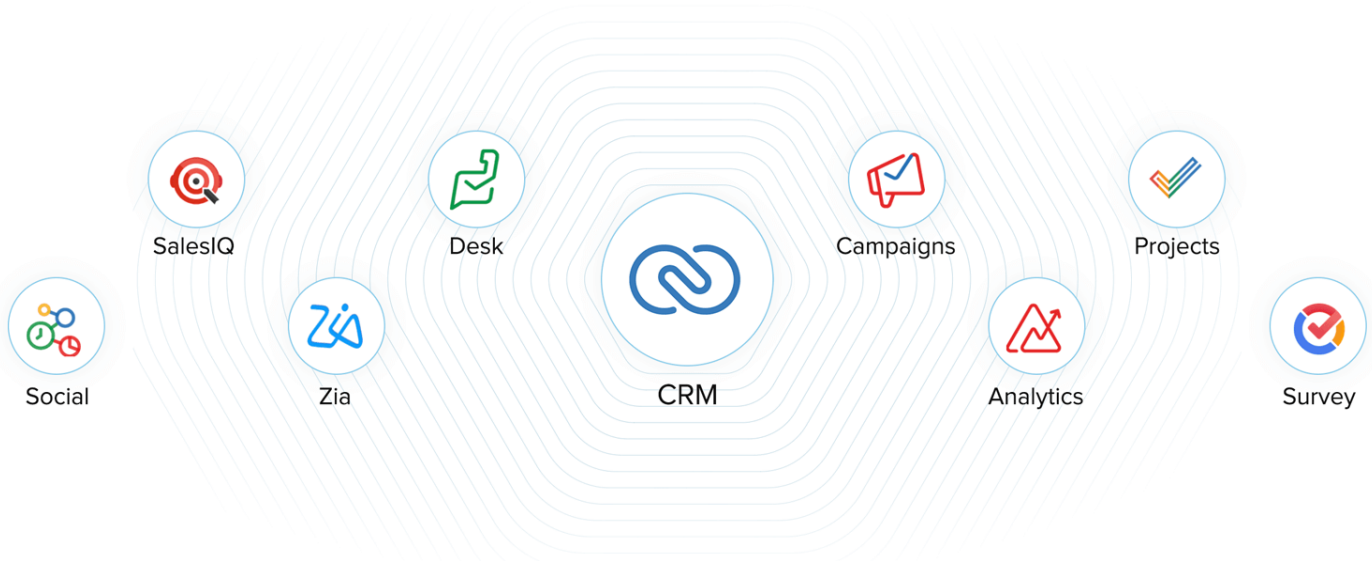 SalesIQ
Desk
Campaigns
Projects
Social
Zia
CRM
Analytics
Survey